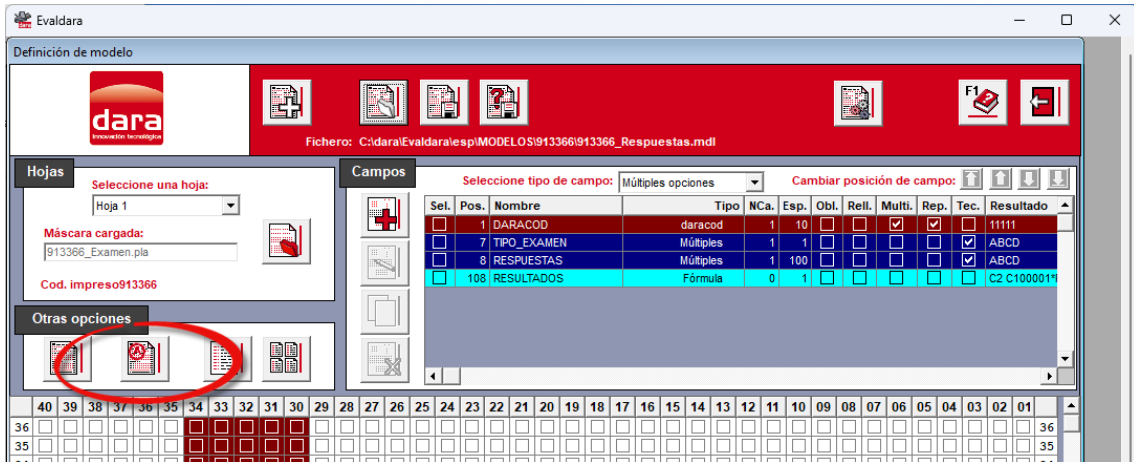 Evaldara
Definición de modelo
dara
innovación tecnológica
F1
Fichero: C:\dara\Evaldara\esp\MODELOS\913366\913366_Respuestas.mdl
Hojas
Seleccione una hoja:
Hoja 1
Máscara cargada:
913366_Examen.pla
Cod. impreso913366
Otras opciones
Campos
Seleccione tipo de campo: Múltiples opciones
Cambiar posición de campo:
Sel. Pos. Nombre Tipo NCa. Esp. Obl. Rell. Multi. Rep. Tec. Resultado
1 DARACOD daracod 1 10 11111
7 TIPO_EXAMEN Múltiples 1 1 ABCD
8 RESPUESTAS Múltiples 1 100 ABCD
108 RESULTADOS Fórmula 0 1 C2 C100001*
40 39 38 37 36 35 34 33 32 31 30 29 28 27 26 25 24 23 22 21 20 19 18 17 16 15 14 13 12 11 10 09 08 07 06 05 04 03 02 01
36 36
35 35